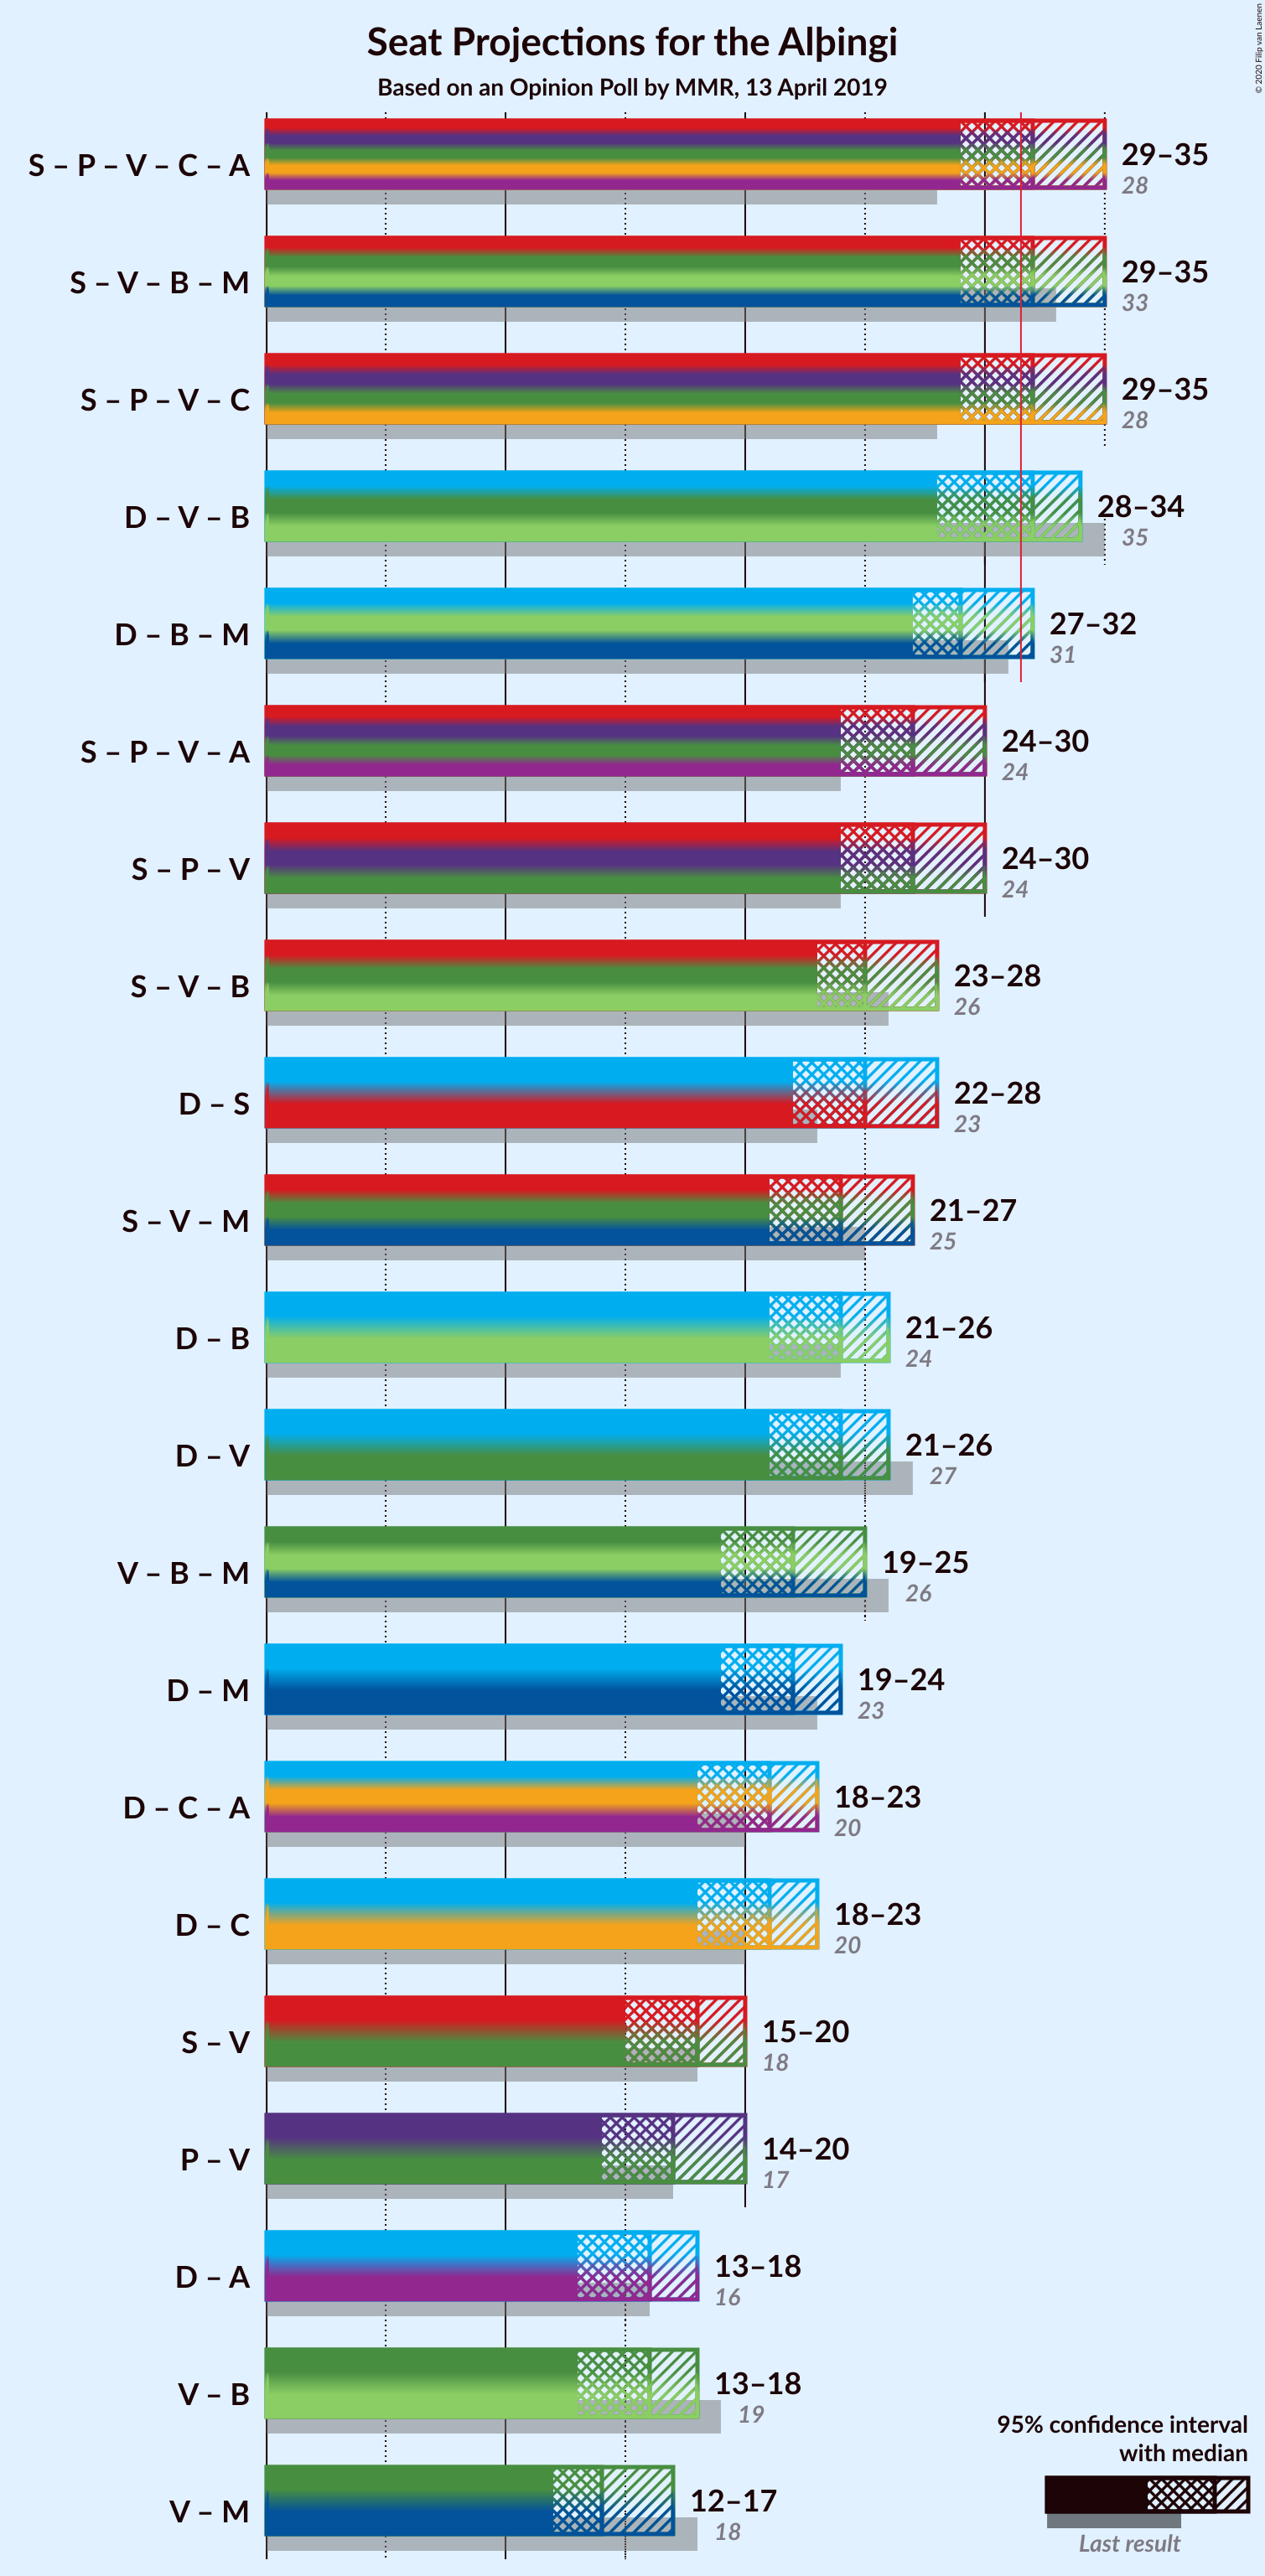 Seat Projections for the Alþingi
Based on an Opinion Poll by MMR, 13 April 2019
© 2020 Filip van Laenen
S – P – V – C – A
29–35
28
S – V – B – M
29–35
33
S – P – V – C
29–35
28
D – V – B
28–34
35
D – B – M
27–32
31
S – P – V – A
24–30
24
S – P – V
24–30
24
S – V – B
23–28
26
D – S
22–28
23
S – V – M
21–27
25
D – B
21–26
24
D – V
21–26
27
V – B – M
19–25
26
D – M
19–24
23
D – C – A
18–23
20
D – C
18–23
20
S – V
15–20
18
P – V
14–20
17
D – A
13–18
16
V – B
13–18
19
V – M
12–17
18
95% confidence interval
with median
Last result